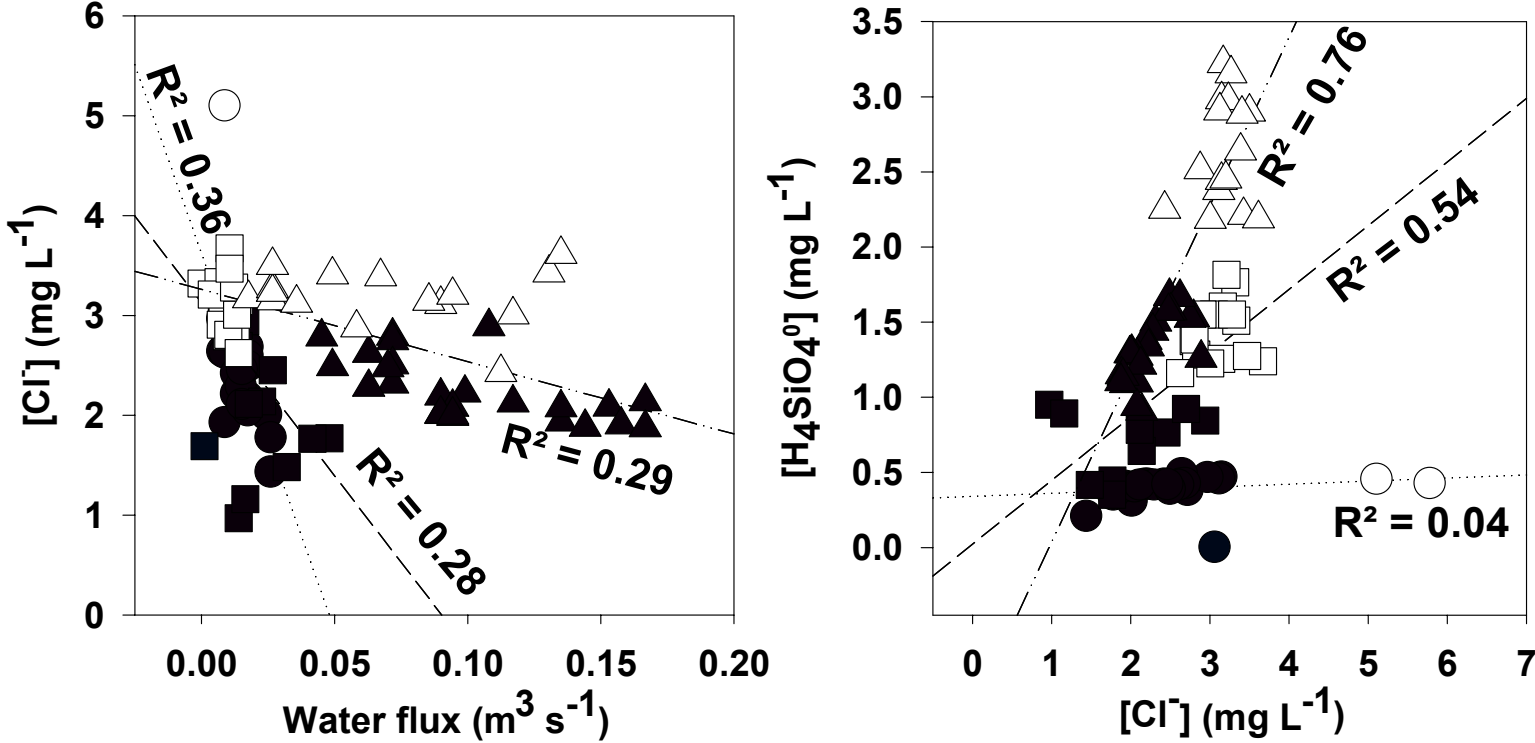 6
5
4
3
2
1
0
[Cl⁻] (mg L⁻¹)
0.00 0.05 0.10 0.15 0.20
Water flux (m³ s⁻¹)
R² = 0.36
R² = 0.28
R² = 0.29
3.5
3.0
2.5
2.0
1.5
1.0
0.5
0.0
[H₄SiO₄⁰] (mg L⁻¹)
0 1 2 3 4 5 6 7
[Cl⁻] (mg L⁻¹)
R² = 0.76
R² = 0.54
R² = 0.04